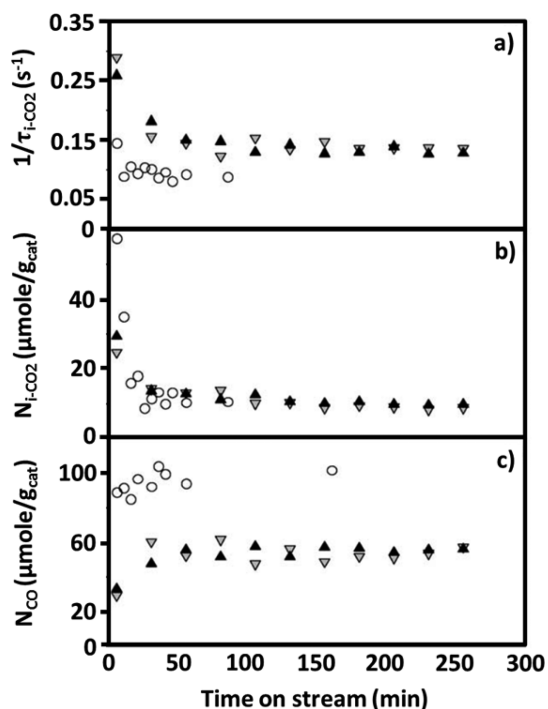 0.35
a)
0.25
0.15
0.05
0
1/τi-CO2 (s-1)
b)
40
20
0
Ni-CO2 (μmole/gcat)
c)
100
60
20
0
NCO (μmole/gcat)
0 50 100 150 200 250 300
Time on stream (min)